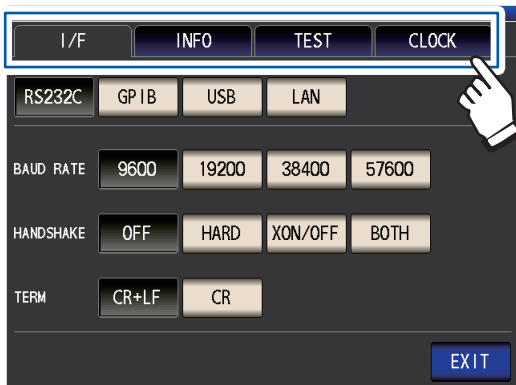 I/F INFO TEST CLOCK
RS232C GPIB USB LAN
BAUD RATE 9600 19200 38400 57600
HANDSHAKE OFF HARD XON/OFF BOTH
TERM CR+LF CR
EXIT